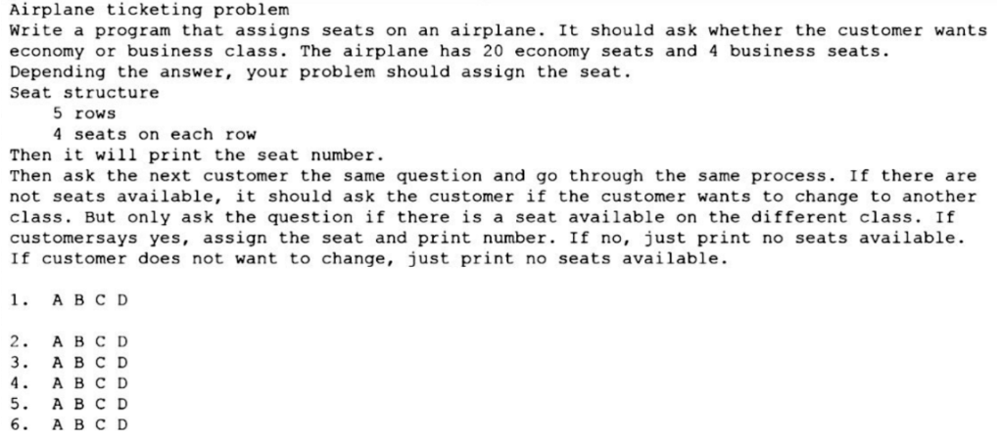 Airplane ticketing problem
Write a program that assigns seats on an airplane. It should ask whether the customer wants
economy or business class. The airplane has 20 economy seats and 4 business seats.
Depending the answer, your problem should assign the seat.
Seat structure
5 rows
4 seats on each row
Then it will print the seat number.
Then ask the next customer the same question and go through the same process. If there are
not seats available, it should ask the customer if the customer wants to change to another
class. But only ask the question if there is a seat available on the different class. If
customersays yes, assign the seat and print number. If no, just print no seats available.
If customer does not want to change, just print no seats available.
1. A B C D
2. A B C D
3. A B C D
4. A B C D
5. A B C D
6. A B C D